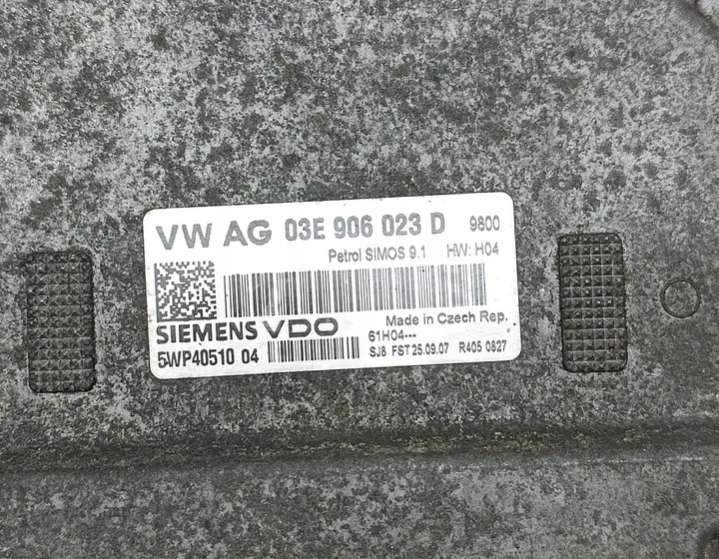 VW AG 03E 906 023 D 9800
Petrol SIMOS 9.1 HW: H04
SIEMENS VDO Made in Czech Rep.
61H04---
5WP40510 04 SJ8 FST 25.09.07 R405 0827